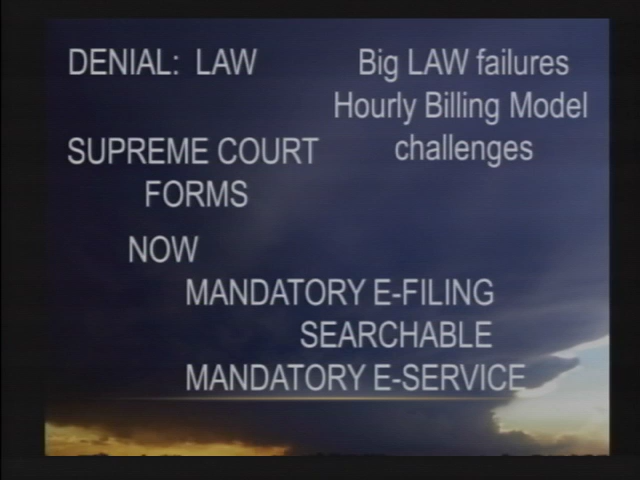 DENIAL: LAW
Big LAW failures
Hourly Billing Model
challenges
SUPREME COURT
FORMS
NOW
MANDATORY E-FILING
SEARCHABLE
MANDATORY E-SERVICE